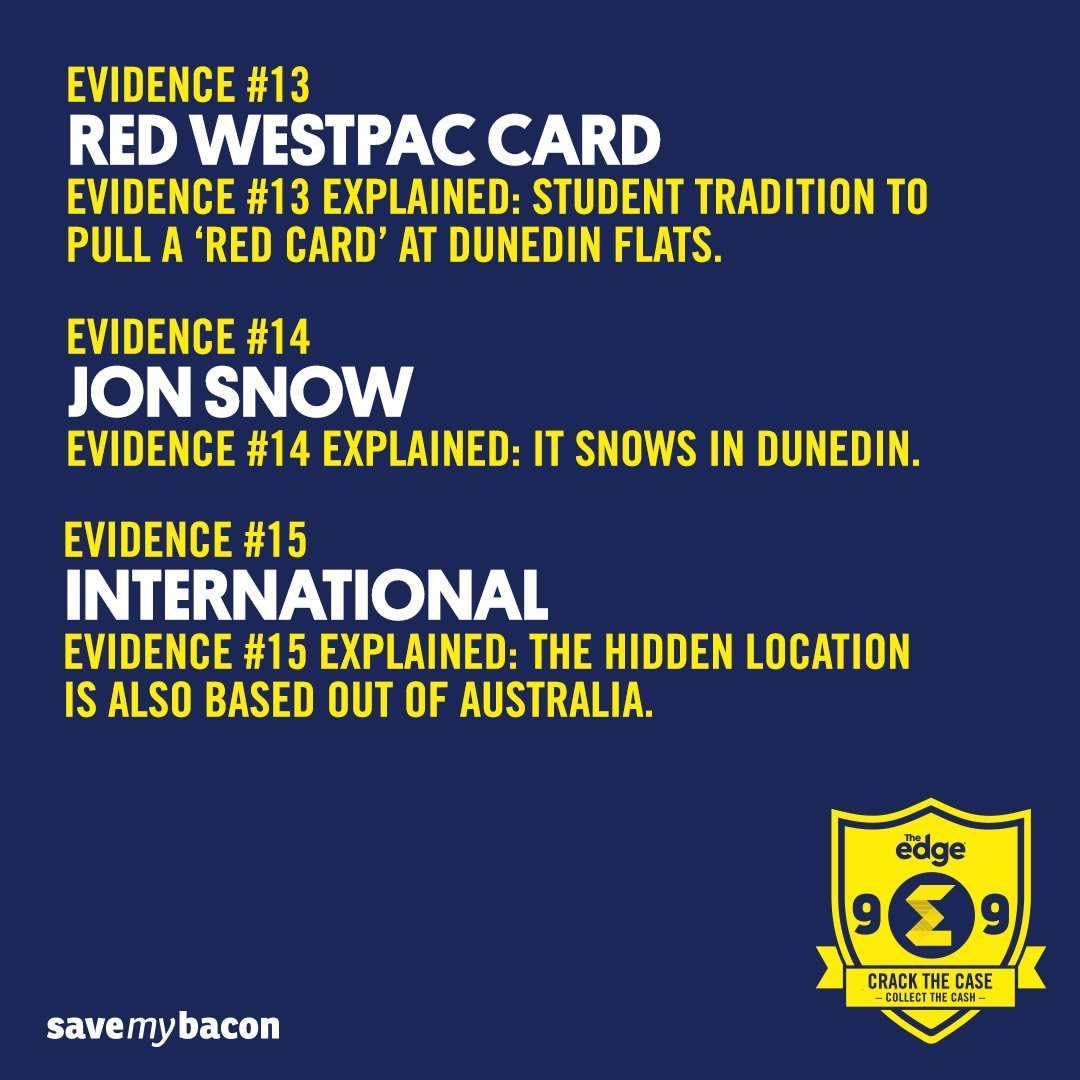 EVIDENCE #13
RED WESTPAC CARD
EVIDENCE #13 EXPLAINED: STUDENT TRADITION TO
PULL A ‘RED CARD’ AT DUNEDIN FLATS.
EVIDENCE #14
JON SNOW
EVIDENCE #14 EXPLAINED: IT SNOWS IN DUNEDIN.
EVIDENCE #15
INTERNATIONAL
EVIDENCE #15 EXPLAINED: THE HIDDEN LOCATION
IS ALSO BASED OUT OF AUSTRALIA.
The
edge
9 9
CRACK THE CASE
– COLLECT THE CASH –
savemybacon